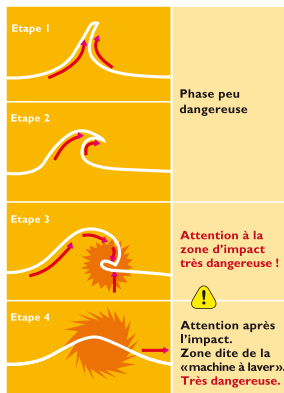 Etape 1
Phase peu
dangereuse
Etape 2
Etape 3
Attention à la
zone d’impact
très dangereuse !
!
Etape 4
Attention après
l’impact.
Zone dite de la
«machine à laver».
Très dangereuse.